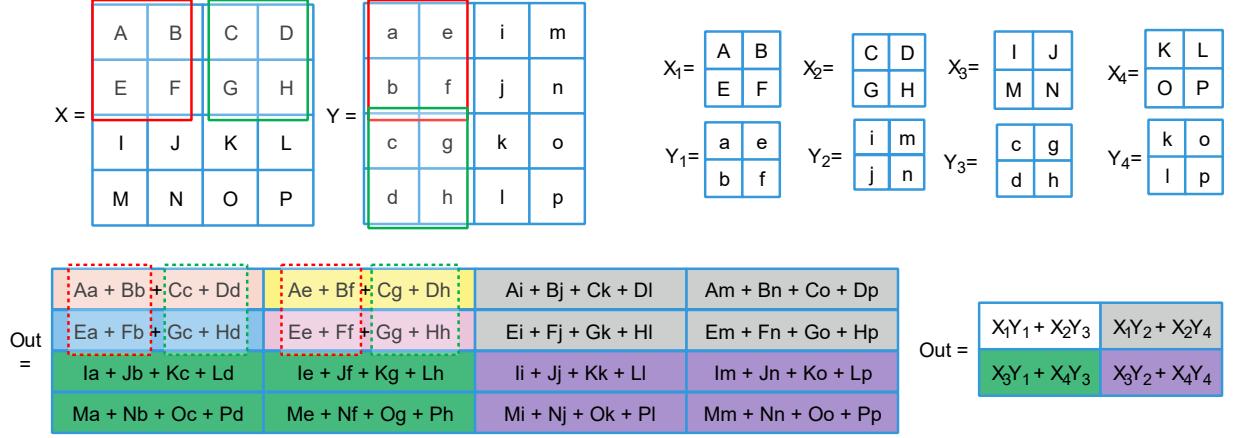 X =
A B C D
E F G H
I J K L
M N O P
Y =
a e i m
b f j n
c g k o
d h l p
X1=
A B
E F
X2=
C D
G H
X3=
I J
M N
X4=
K L
O P
Y1=
a e
b f
Y2=
i m
j n
Y3=
c g
d h
Y4=
k o
l p
Out
=
Aa + Bb + Cc + Dd Ae + Bf + Cg + Dh Ai + Bj + Ck + Dl Am + Bn + Co + Dp
Ea + Fb + Gc + Hd Ee + Ff + Gg + Hh Ei + Fj + Gk + Hl Em + Fn + Go + Hp
Ia + Jb + Kc + Ld Ie + Jf + Kg + Lh Ii + Jj + Kk + Ll Im + Jn + Ko + Lp
Ma + Nb + Oc + Pd Me + Nf + Og + Ph Mi + Nj + Ok + Pl Mm + Nn + Oo + Pp
Out =
X1Y1 + X2Y3 X1Y2 + X2Y4
X3Y1 + X4Y3 X3Y2 + X4Y4